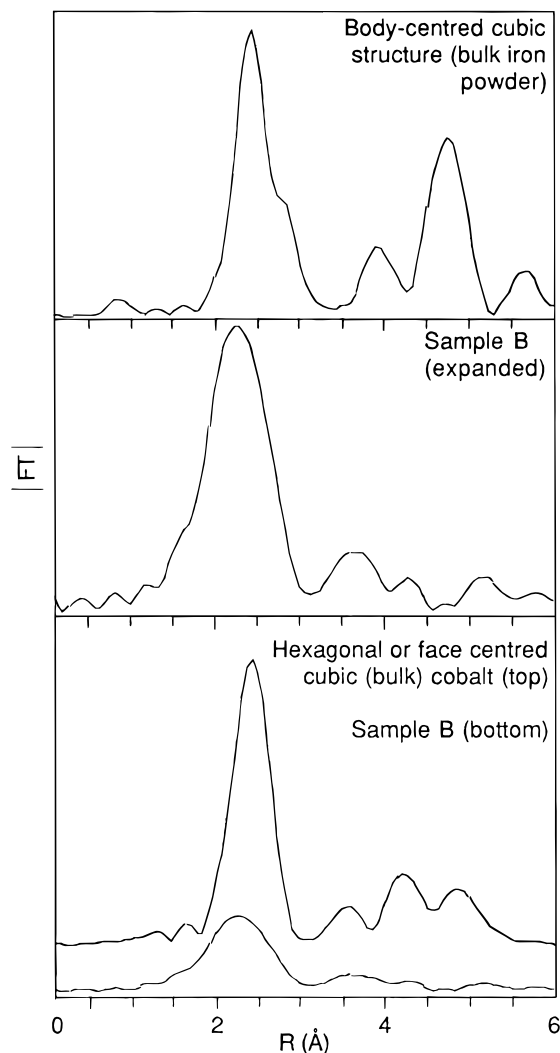 Body-centred cubic
structure (bulk iron
powder)
Sample B
(expanded)
|FT|
Hexagonal or face centred
cubic (bulk) cobalt (top)
Sample B (bottom)
0 2 4 6
R (Å)